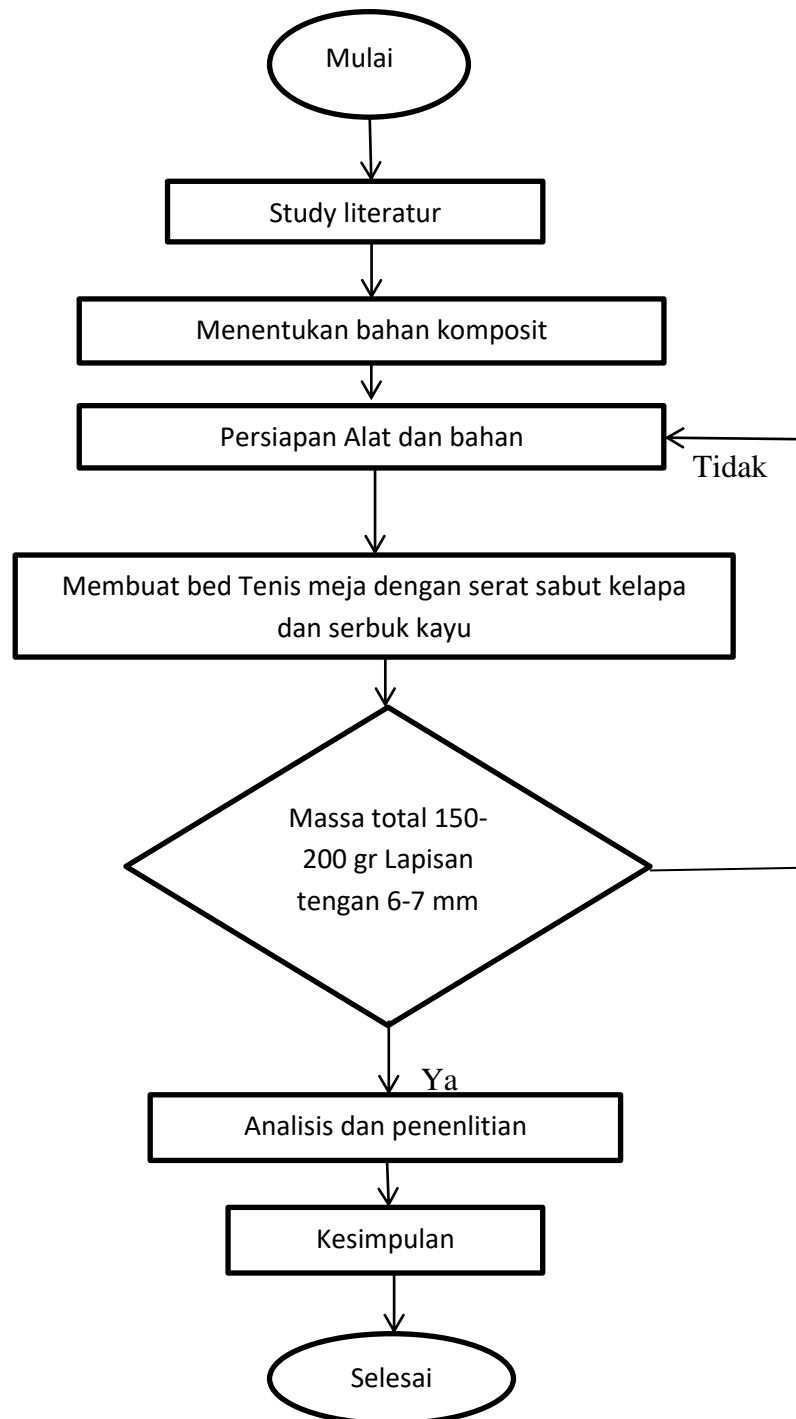 Mulai
Study literatur
Menentukan bahan komposit
Persiapan Alat dan bahan
Tidak
Membuat bed Tenis meja dengan serat sabut kelapa
dan serbuk kayu
Massa total 150-
200 gr Lapisan
tengan 6-7 mm
Ya
Analisis dan penenlitian
Kesimpulan
Selesai